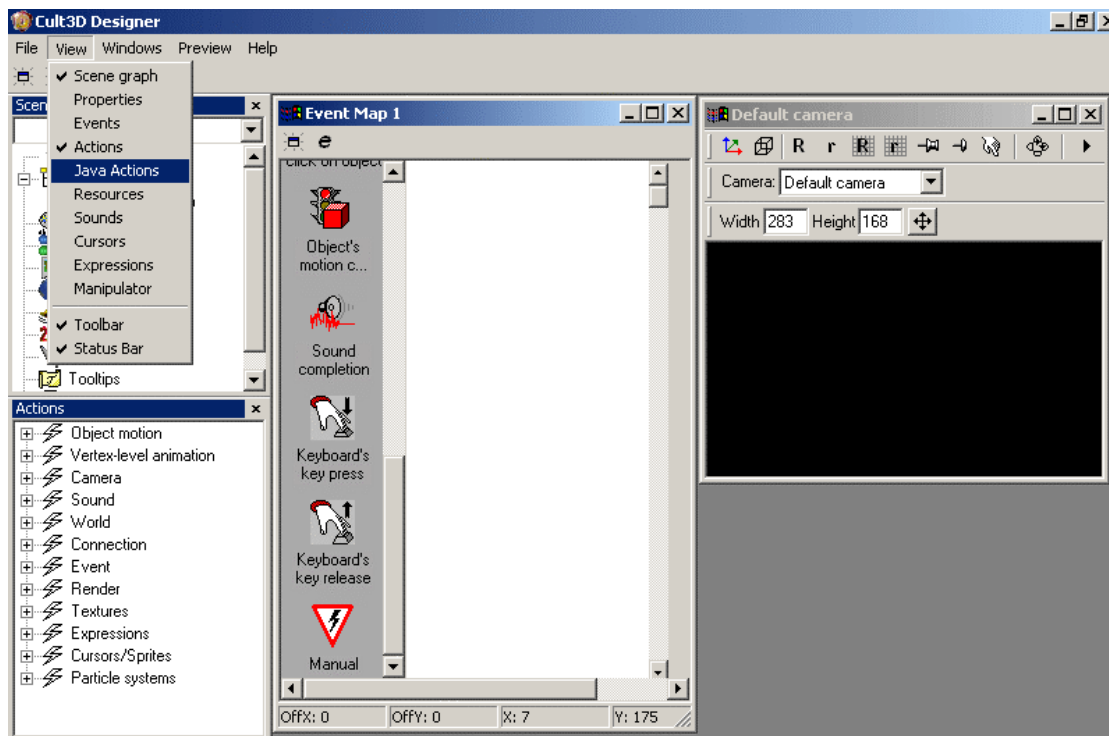 Cult3D Designer
File View Windows Preview Help
Scene graph
Properties
Events
Actions
Java Actions
Resources
Sounds
Cursors
Expressions
Manipulator
Toolbar
Status Bar
Scen
Tooltips
Actions
Object motion
Vertex-level animation
Camera
Sound
World
Connection
Event
Render
Textures
Expressions
Cursors/Sprites
Particle systems
Event Map 1
e
Click on object
Object's
motion c...
Sound
completion
Keyboard's
key press
Keyboard's
key release
Manual
OffX: 0 OffY: 0 X: 7 Y: 175
Default camera
R r R r
Camera: Default camera
Width 283 Height 168